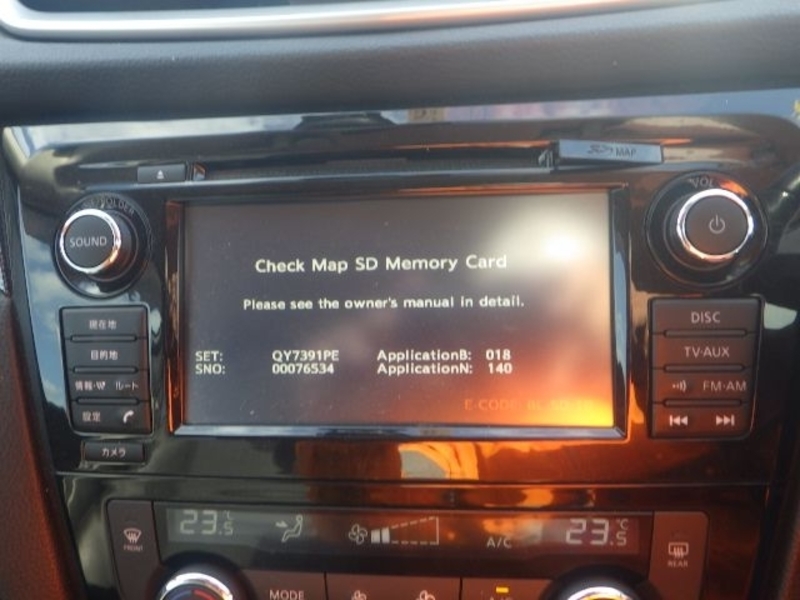 SD MAP
VOL
SOUND
Check Map SD Memory Card
Please see the owner's manual in detail.
SET: QY7391PE ApplicationB: 018
SNO: 00076534 ApplicationN: 140
E-CODE:
現在地
目的地
情報・VI ルート
設定
カメラ
DISC
TV·AUX
FM·AM
23.5°C
A/C
23.5°C
FRONT
REAR
MODE